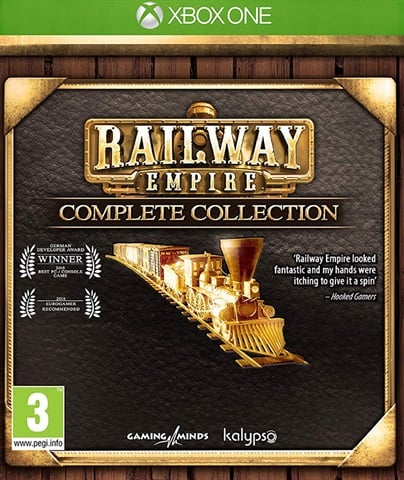 XBOX ONE
RAILWAY
EMPIRE
COMPLETE COLLECTION
GERMAN
DEVELOPER AWARD
WINNER
2018
BEST PC/CONSOLE
GAME
2018
EUROGAMER
RECOMMENDED
'Railway Empire looked
fantastic and my hands were
itching to give it a spin'
– Hooked Gamers
3
www.pegi.info
GAMING MINDS
kalypso